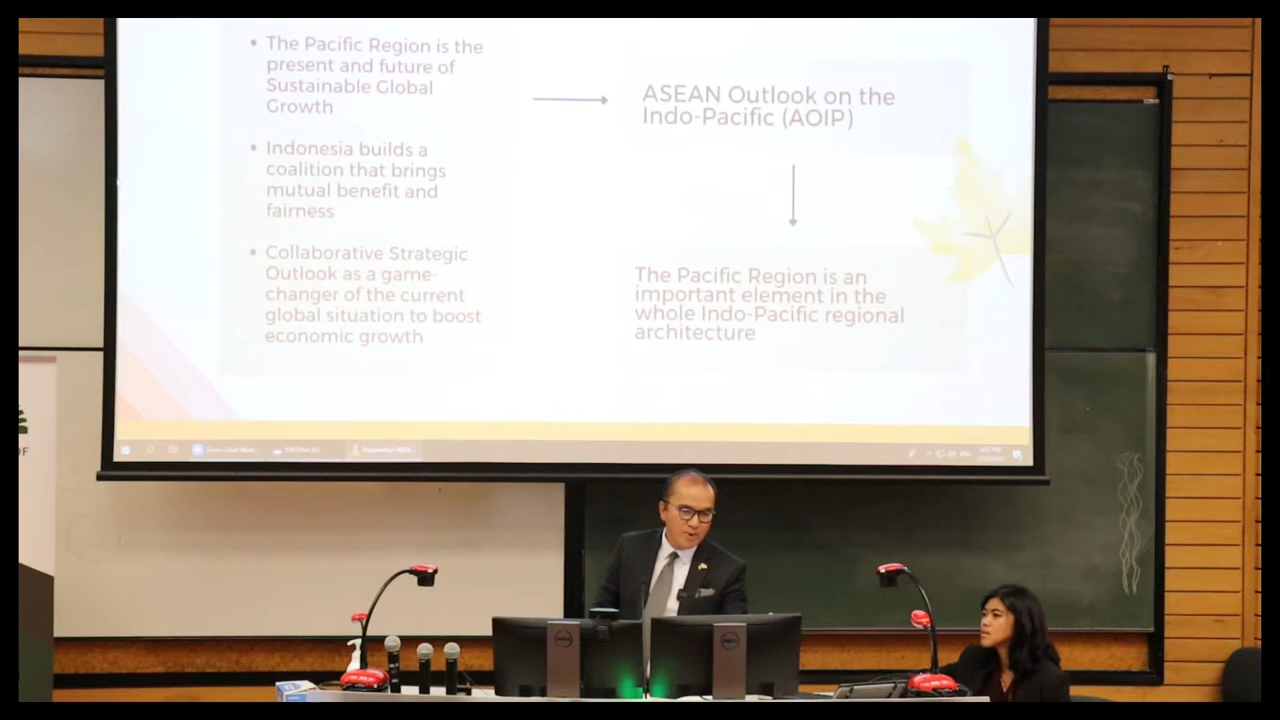 • The Pacific Region is the
present and future of
Sustainable Global
Growth
• Indonesia builds a
coalition that brings
mutual benefit and
fairness
• Collaborative Strategic
Outlook as a game-
changer of the current
global situation to boost
economic growth
ASEAN Outlook on the
Indo-Pacific (AOIP)
The Pacific Region is an
important element in the
whole Indo-Pacific regional
architecture
OF
DELL
DELL